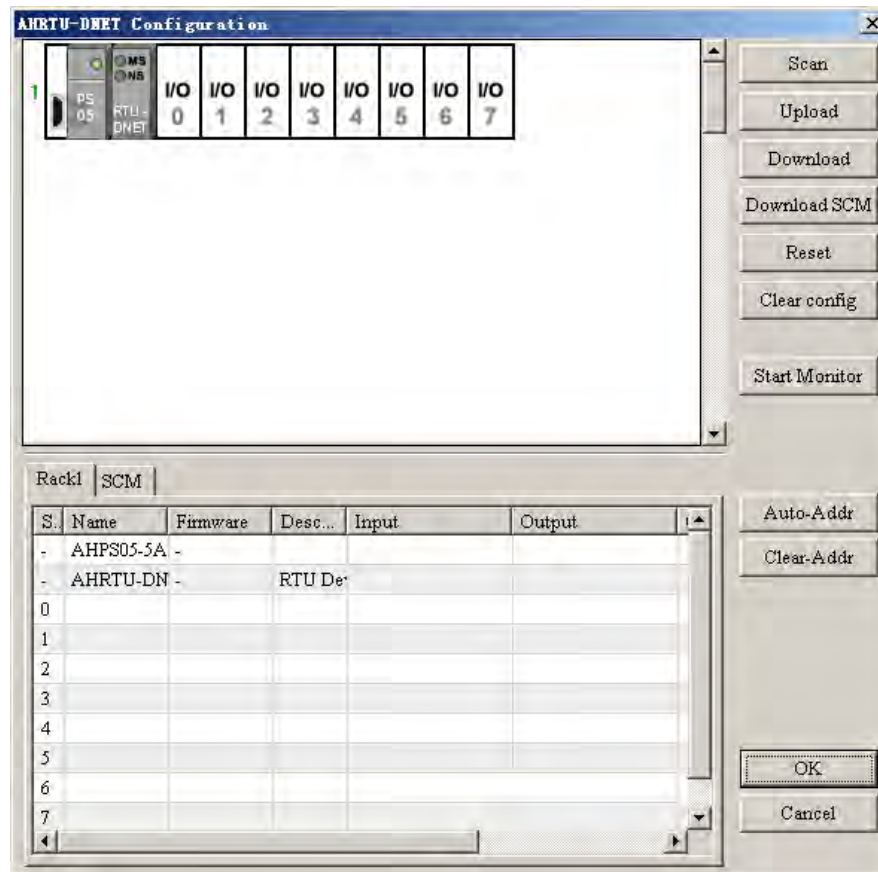 AHRTU-DNET Configuration
1
PS
05
MS
NS
RTU-
DNET
I/O I/O I/O I/O I/O I/O I/O I/O
0 1 2 3 4 5 6 7
Scan
Upload
Download
Download SCM
Reset
Clear config
Start Monitor
Rack1 SCM
S.. Name Firmware Desc... Input Output
- AHPS05-5A -
- AHRTU-DN - RTU De
0
1
2
3
4
5
6
7
Auto-Addr
Clear-Addr
OK
Cancel